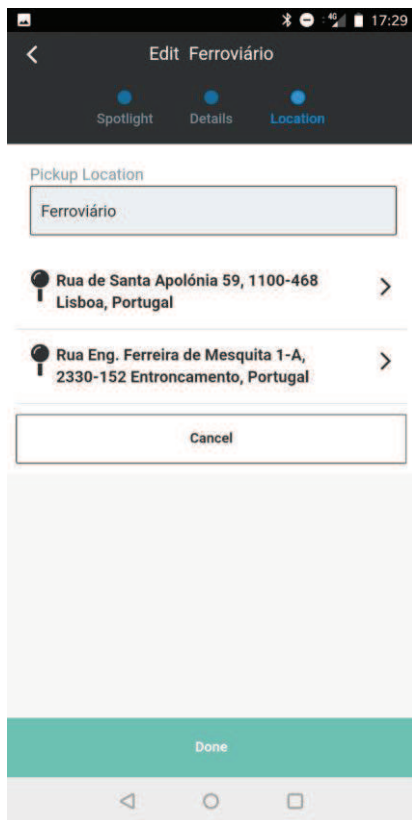 4G 17:29
Edit Ferroviário
Spotlight Details Location
Pickup Location
Ferroviário
Rua de Santa Apolónia 59, 1100-468
Lisboa, Portugal
Rua Eng. Ferreira de Mesquita 1-A,
2330-152 Entroncamento, Portugal
Cancel
Done